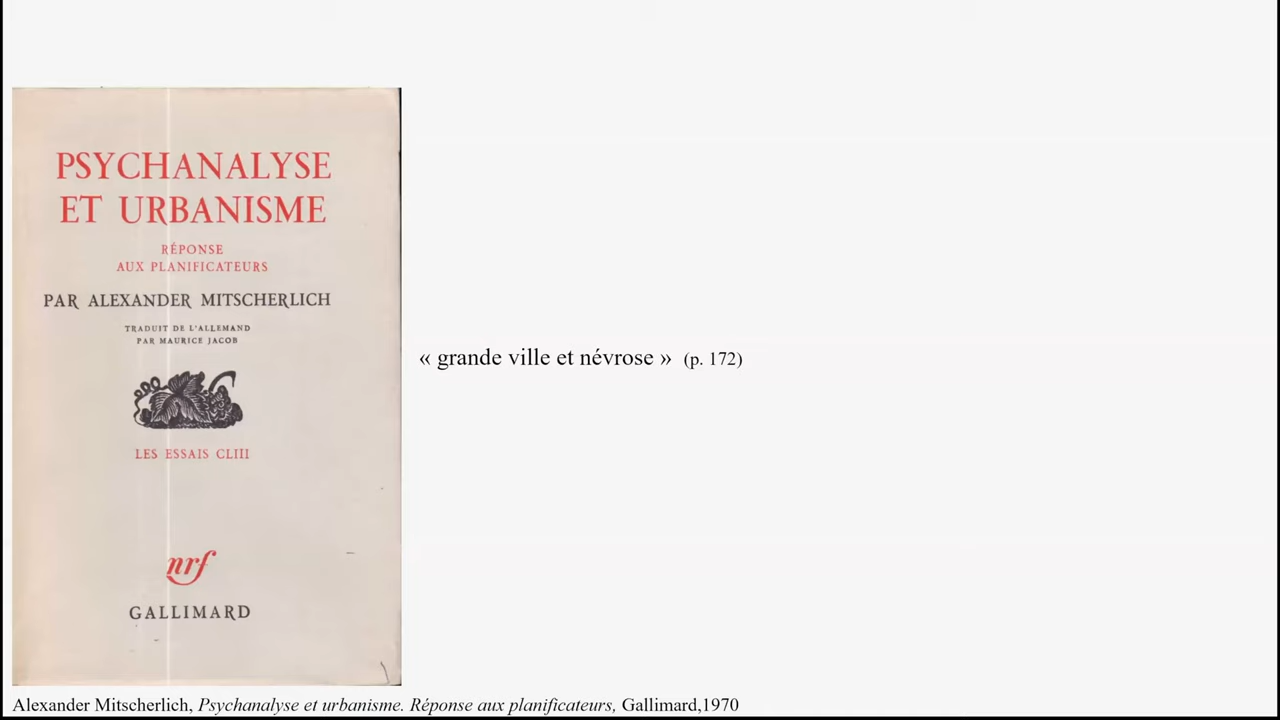 PSYCHANALYSE
ET URBANISME
RÉPONSE
AUX PLANIFICATEURS
PAR ALEXANDER MITSCHERLICH
TRADUIT DE L'ALLEMAND
PAR MAURICE JACOB
LES ESSAIS CLIII
nrf
GALLIMARD
« grande ville et névrose » (p. 172)
Alexander Mitscherlich, Psychanalyse et urbanisme. Réponse aux planificateurs, Gallimard,1970